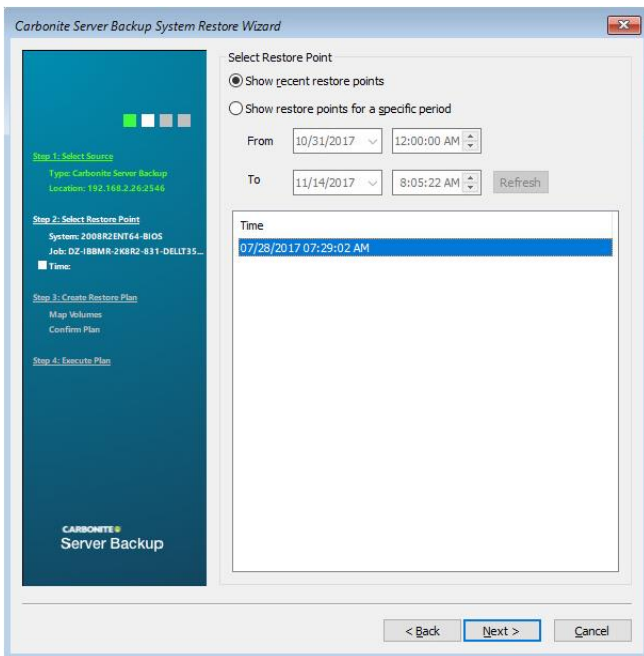 Carbonite Server Backup System Restore Wizard
Step 1: Select Source
Type: Carbonite Server Backup
Location: 192.168.2.26:2546
Step 2: Select Restore Point
System: 2008R2ENT64-BIOS
Job: DZ-IBBMR-2K8R2-831-DELLT35...
Time:
Step 3: Create Restore Plan
Map Volumes
Confirm Plan
Step 4: Execute Plan
CARBONITE
Server Backup
Select Restore Point
Show recent restore points
Show restore points for a specific period
From 10/31/2017 12:00:00 AM
To 11/14/2017 8:05:22 AM Refresh
Time
07/28/2017 07:29:02 AM
< Back Next > Cancel